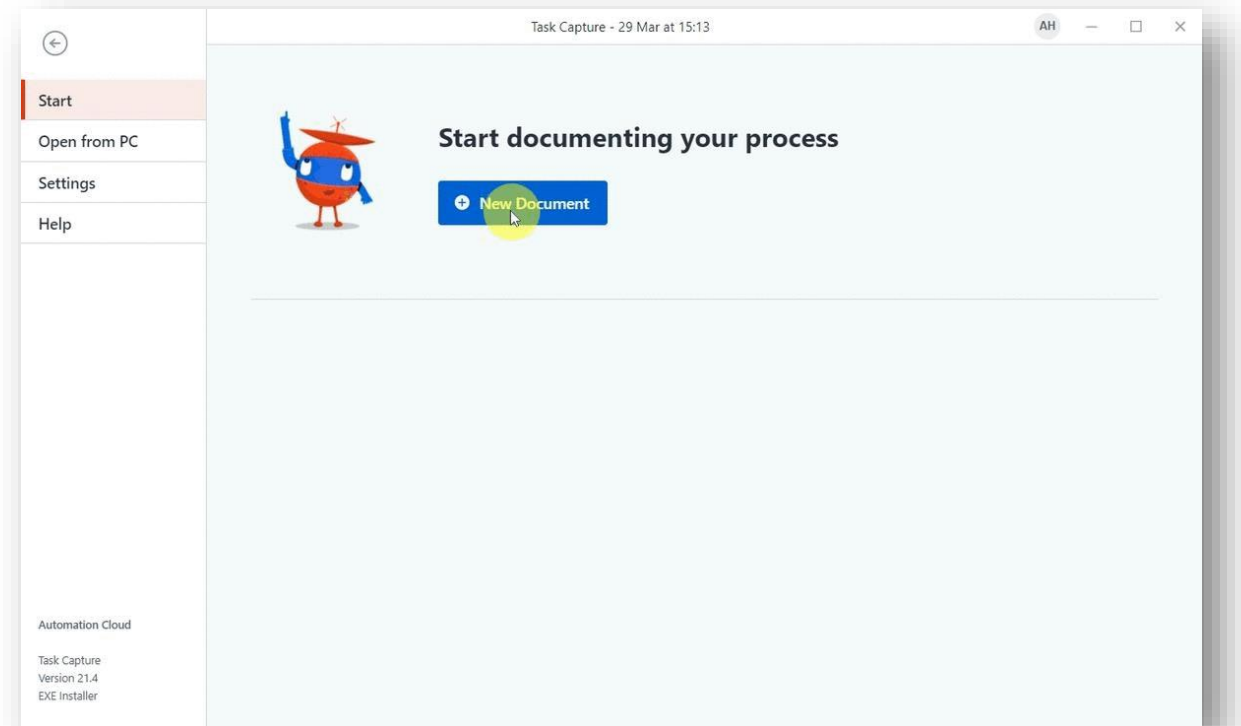 Task Capture - 29 Mar at 15:13
AH
Start
Open from PC
Settings
Help
Start documenting your process
New Document
Automation Cloud
Task Capture
Version 21.4
EXE Installer